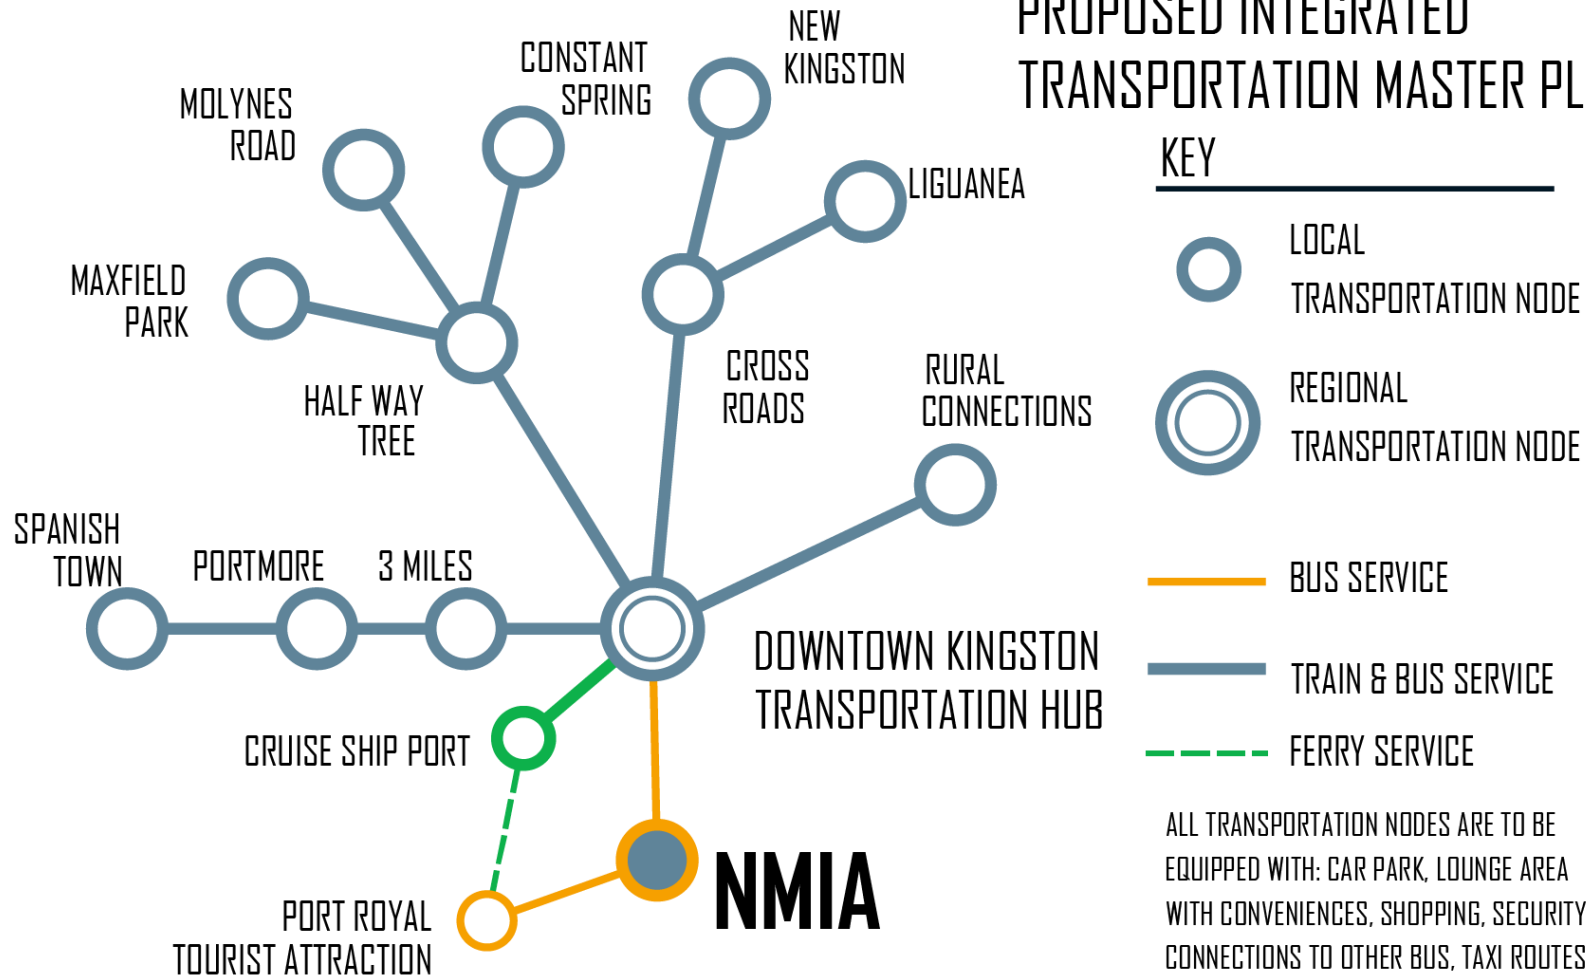 PROPOSED INTEGRATED
TRANSPORTATION MASTER PL
KEY
LOCAL
TRANSPORTATION NODE
REGIONAL
TRANSPORTATION NODE
BUS SERVICE
TRAIN & BUS SERVICE
FERRY SERVICE
ALL TRANSPORTATION NODES ARE TO BE
EQUIPPED WITH: CAR PARK, LOUNGE AREA
WITH CONVENIENCES, SHOPPING, SECURITY
CONNECTIONS TO OTHER BUS, TAXI ROUTES
NEW
KINGSTON
CONSTANT
SPRING
MOLYNES
ROAD
LIGUANEA
MAXFIELD
PARK
HALF WAY
TREE
CROSS
ROADS
RURAL
CONNECTIONS
SPANISH
TOWN
PORTMORE
3 MILES
DOWNTOWN KINGSTON
TRANSPORTATION HUB
CRUISE SHIP PORT
NMIA
PORT ROYAL
TOURIST ATTRACTION